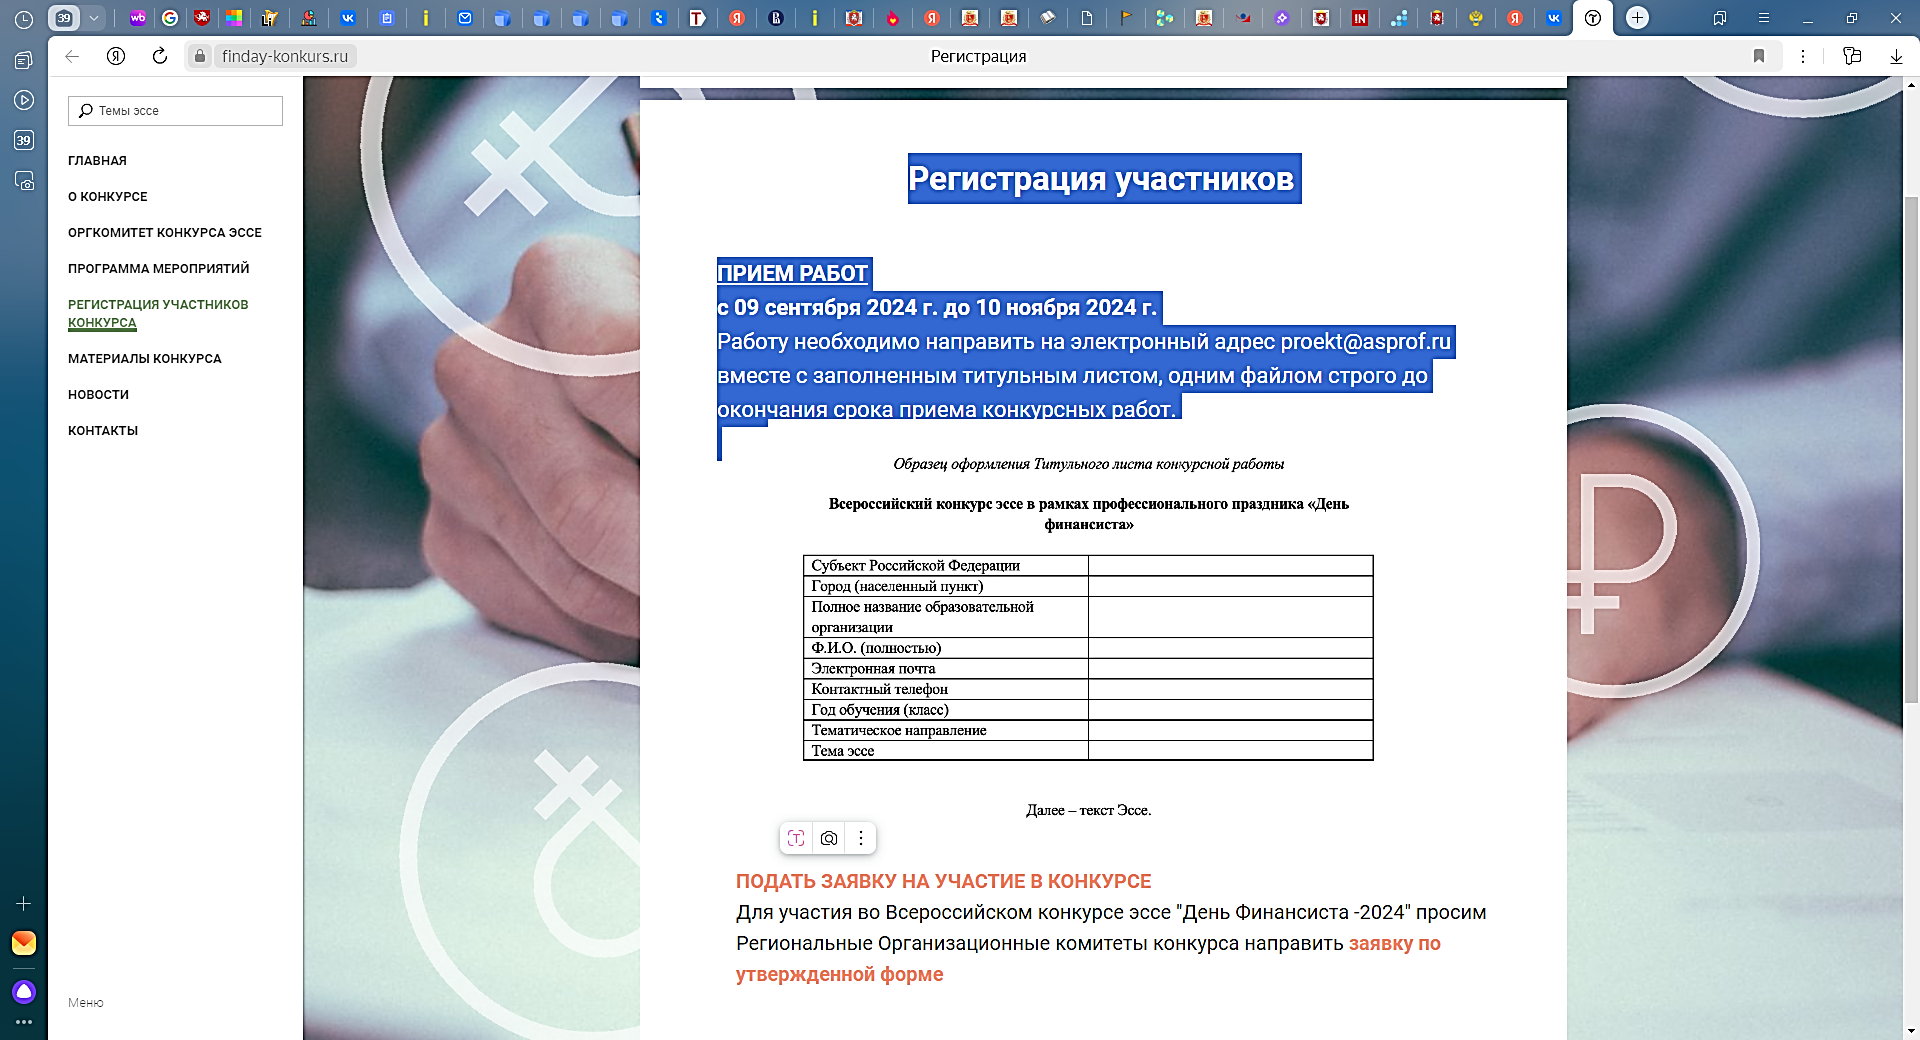 39
finday-konkurs.ru
Регистрация
39
Темы эссе
ГЛАВНАЯ
О КОНКУРСЕ
ОРГКОМИТЕТ КОНКУРСА ЭССЕ
ПРОГРАММА МЕРОПРИЯТИЙ
РЕГИСТРАЦИЯ УЧАСТНИКОВ
КОНКУРСА
МАТЕРИАЛЫ КОНКУРСА
НОВОСТИ
КОНТАКТЫ
Меню
Регистрация участников
ПРИЕМ РАБОТ
с 09 сентября 2024 г. до 10 ноября 2024 г.
Работу необходимо направить на электронный адрес proekt@asprof.ru
вместе с заполненным титульным листом, одним файлом строго до
окончания срока приема конкурсных работ.
Образец оформления Титульного листа конкурсной работы
Всероссийский конкурс эссе в рамках профессионального праздника «День
финансиста»
Субъект Российской Федерации
Город (населенный пункт)
Полное название образовательной
организации
Ф.И.О. (полностью)
Электронная почта
Контактный телефон
Год обучения (класс)
Тематическое направление
Тема эссе
Далее – текст Эссе.
ПОДАТЬ ЗАЯВКУ НА УЧАСТИЕ В КОНКУРСЕ
Для участия во Всероссийском конкурсе эссе "День Финансиста -2024" просим
Региональные Организационные комитеты конкурса направить заявку по
утвержденной форме